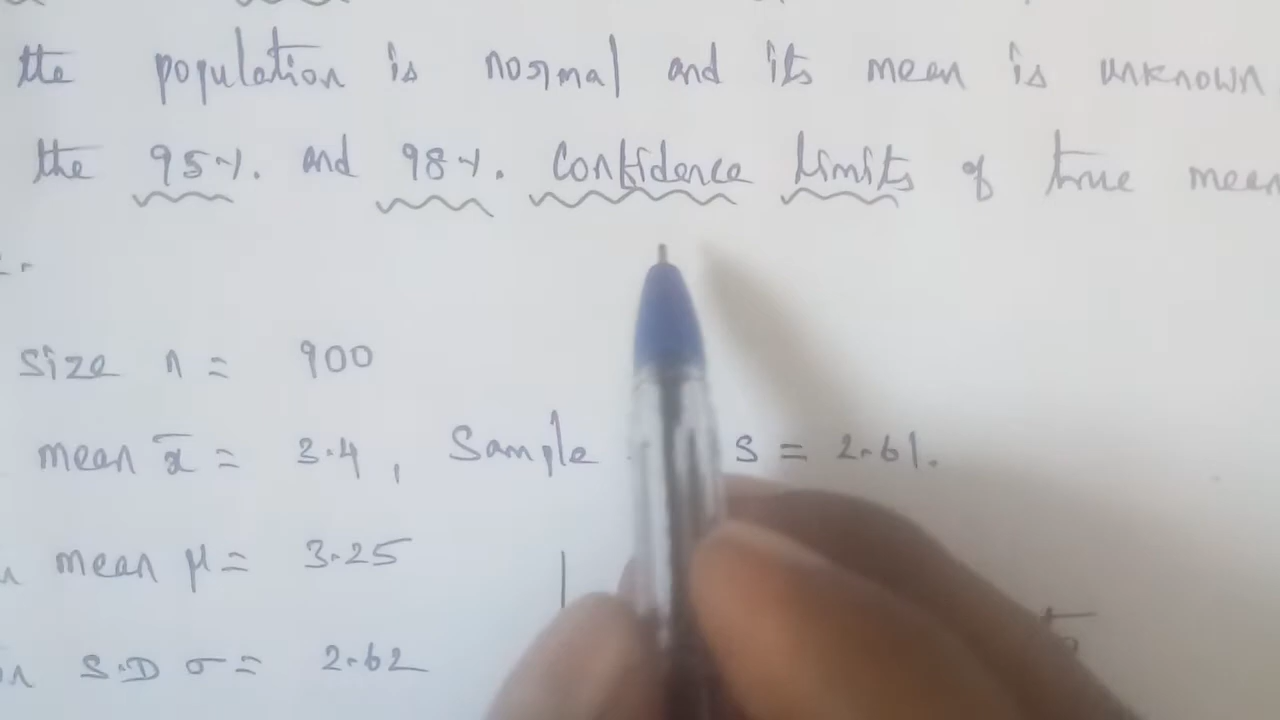 the population is normal and its mean is unknown
the 95%. and 98%. confidence limits of true mean
size n = 900
mean x̄ = 3.4, Sample S = 2.61.
mean μ = 3.25
S.D σ = 2.62